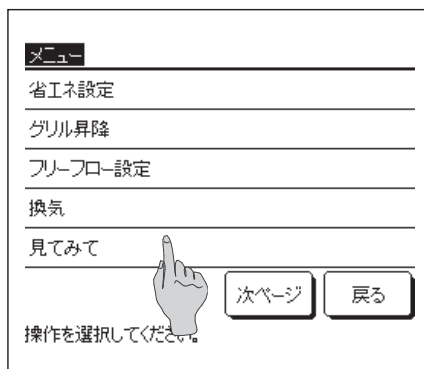 メニュー
省エネ設定
グリル昇降
フリーフロー設定
換気
見てみて
次ページ 戻る
操作を選択してください。